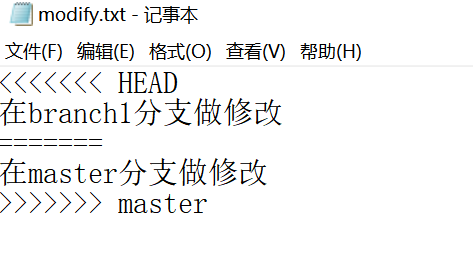 modify.txt - 记事本
文件(F) 编辑(E) 格式(O) 查看(V) 帮助(H)
<<<<<<< HEAD
在branch1分支做修改
=======
在master分支做修改
>>>>>>> master